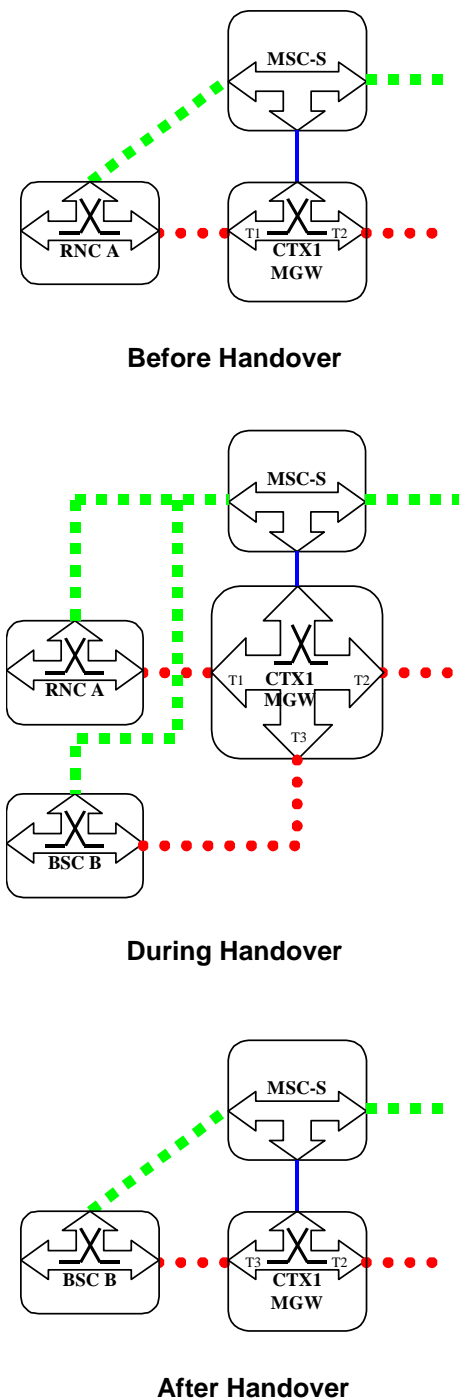 MSC-S
RNC A
T1
T2
CTX1
MGW
Before Handover
MSC-S
RNC A
T1
CTX1
T2
MGW
T3
BSC B
During Handover
MSC-S
BSC B
T3
T2
CTX1
MGW
After Handover